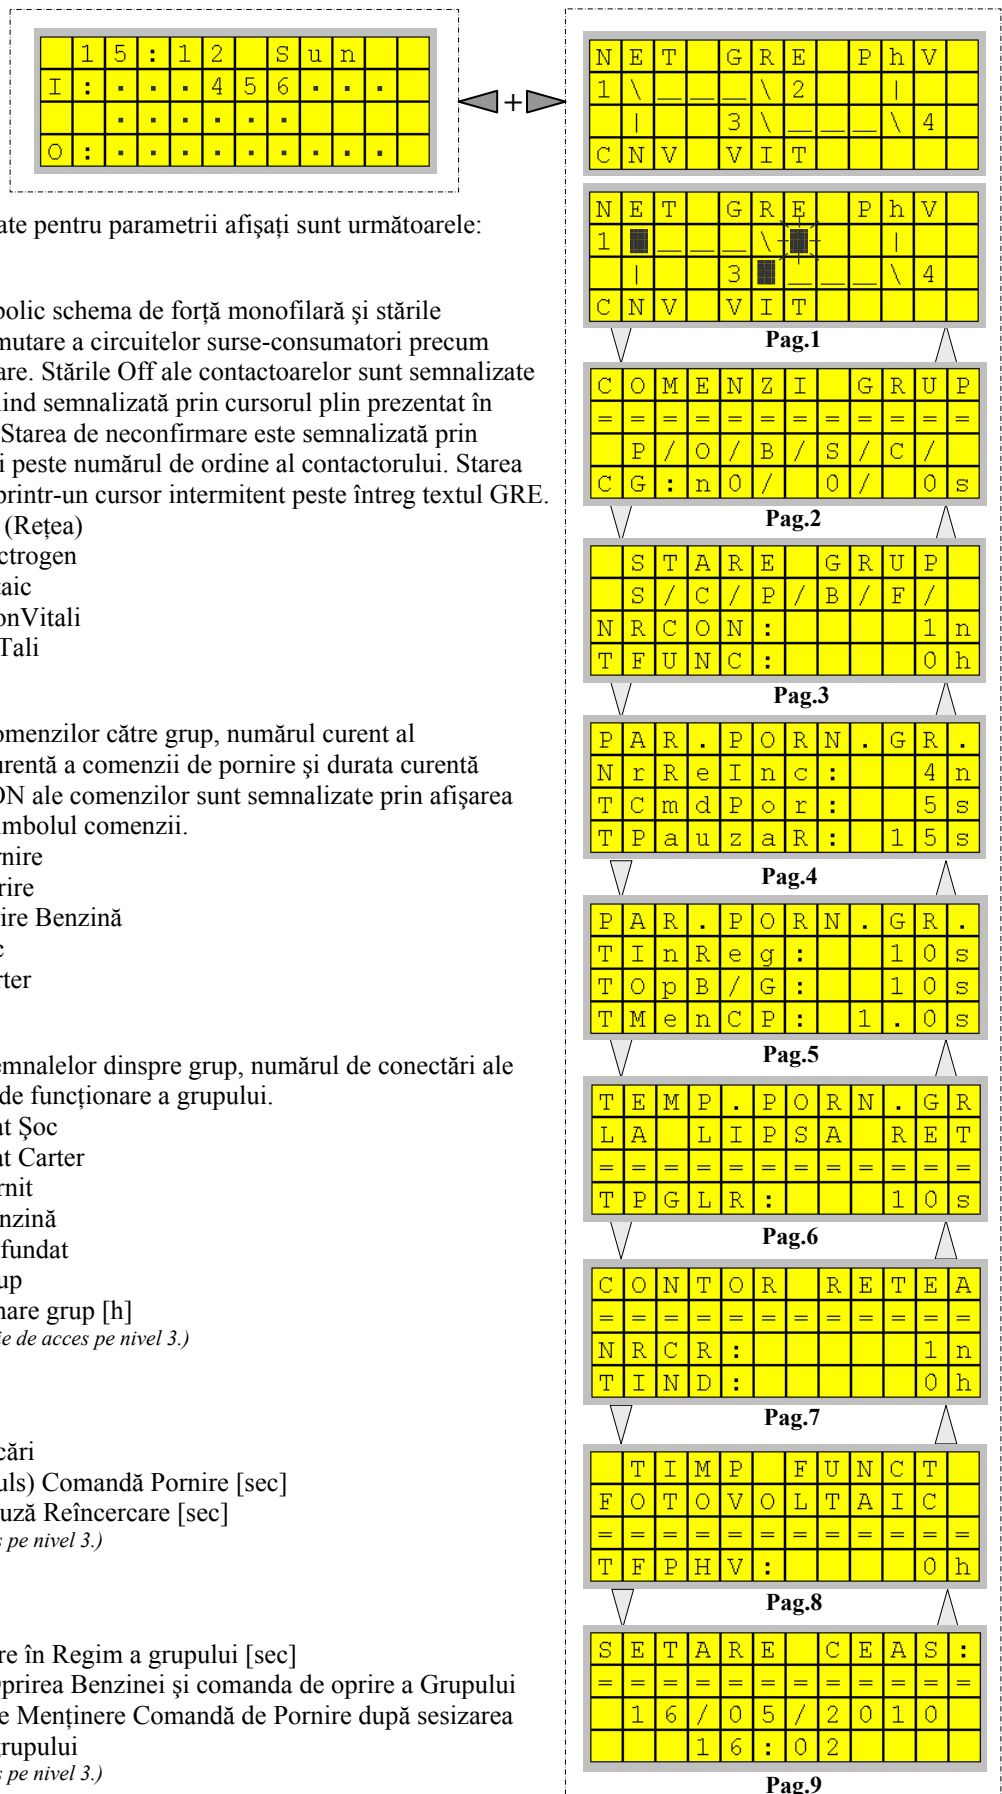 15:12 Sun
I:...456...
......
O:.........
+
ate pentru parametrii afişați sunt următoarele:
bolic schema de forță monofilară şi stările
mutare a circuitelor surse-consumatori precum
are. Stările Off ale contactoarelor sunt semnalizate
iind semnalizată prin cursorul plin prezentat în
Starea de neconfirmare este semnalizată prin
i peste numărul de ordine al contactorului. Starea
printr-un cursor intermitent peste întreg textul GRE.
(Rețea)
ctrogen
taic
onVitali
Tali
omenzilor către grup, numărul curent al
urentă a comenzii de pornire şi durata curentă
ON ale comenzilor sunt semnalizate prin afişarea
imbolul comenzii.
rnire
rire
ire Benzină
c
rter
emnalelor dinspre grup, numărul de conectări ale
de funcționare a grupului.
at Şoc
at Carter
rnit
nzină
fundat
up
nare grup [h]
ie de acces pe nivel 3.)
cări
uls) Comandă Pornire [sec]
uză Reîncercare [sec]
s pe nivel 3.)
re în Regim a grupului [sec]
Oprirea Benzinei şi comanda de oprire a Grupului
e Menținere Comandă de Pornire după sesizarea
grupului
s pe nivel 3.)
NET GRE PhV
1\___\2  |
|  3\___\4
CNV VIT
NET GRE PhV
1 ___\  |
|  3 ___\4
CNV VIT
Pag.1
COMENZI GRUP
============
P/O/B/S/C/
CG:n0/ 0/ 0s
Pag.2
STARE GRUP
S/C/P/B/F/
NRCON:    1n
TFUNC:    0h
Pag.3
PAR.PORN.GR.
NrReInc:  4n
TCmdPor:  5s
TPauzaR: 15s
Pag.4
PAR.PORN.GR.
TInReg:  10s
TOpB/G:  10s
TMenCP: 1.0s
Pag.5
TEMP.PORN.GR
LA LIPSA RET
============
TPGLR:   10s
Pag.6
CONTOR RETEA
============
NRCR:     1n
TIND:     0h
Pag.7
TIMP FUNCT
FOTOVOLTAIC
============
TFPHV:    0h
Pag.8
SETARE CEAS:
============
16/05/2010
16:02
Pag.9